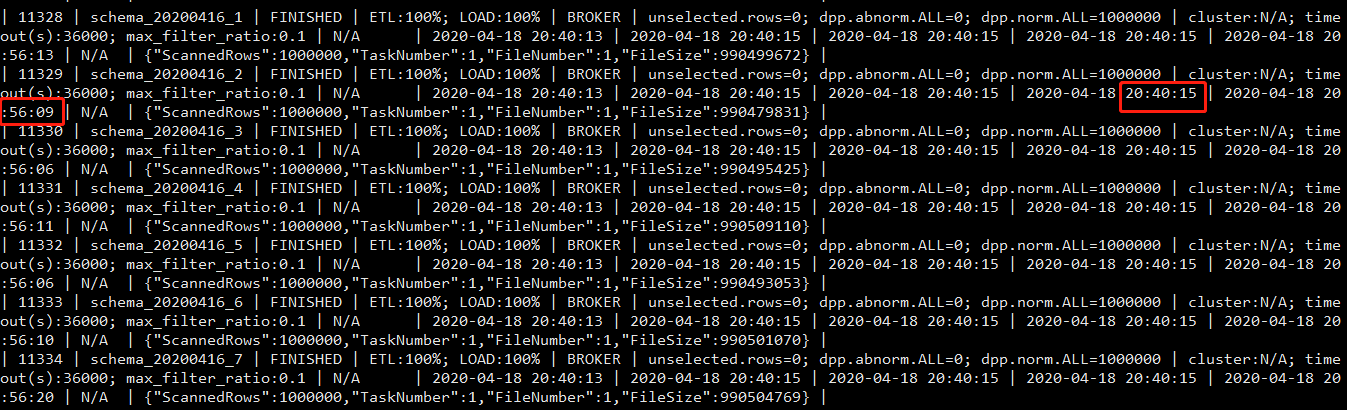 | 11328 | schema_20200416_1 | FINISHED | ETL:100%; LOAD:100% | BROKER | unselected.rows=0; dpp.abnorm.ALL=0; dpp.norm.ALL=1000000 | cluster:N/A; time
out(s):36000; max_filter_ratio:0.1 | N/A | 2020-04-18 20:40:13 | 2020-04-18 20:40:15 | 2020-04-18 20:40:15 | 2020-04-18 20:40:15 | 2020-04-18 20
:56:13 | N/A | {"ScannedRows":1000000,"TaskNumber":1,"FileNumber":1,"FileSize":990499672} |
| 11329 | schema_20200416_2 | FINISHED | ETL:100%; LOAD:100% | BROKER | unselected.rows=0; dpp.abnorm.ALL=0; dpp.norm.ALL=1000000 | cluster:N/A; time
out(s):36000; max_filter_ratio:0.1 | N/A | 2020-04-18 20:40:13 | 2020-04-18 20:40:15 | 2020-04-18 20:40:15 | 2020-04-18 20:40:15 | 2020-04-18 20
:56:09 | N/A | {"ScannedRows":1000000,"TaskNumber":1,"FileNumber":1,"FileSize":990479831} |
| 11330 | schema_20200416_3 | FINISHED | ETL:100%; LOAD:100% | BROKER | unselected.rows=0; dpp.abnorm.ALL=0; dpp.norm.ALL=1000000 | cluster:N/A; time
out(s):36000; max_filter_ratio:0.1 | N/A | 2020-04-18 20:40:13 | 2020-04-18 20:40:15 | 2020-04-18 20:40:15 | 2020-04-18 20:40:15 | 2020-04-18 20
:56:06 | N/A | {"ScannedRows":1000000,"TaskNumber":1,"FileNumber":1,"FileSize":990495425} |
| 11331 | schema_20200416_4 | FINISHED | ETL:100%; LOAD:100% | BROKER | unselected.rows=0; dpp.abnorm.ALL=0; dpp.norm.ALL=1000000 | cluster:N/A; time
out(s):36000; max_filter_ratio:0.1 | N/A | 2020-04-18 20:40:13 | 2020-04-18 20:40:15 | 2020-04-18 20:40:15 | 2020-04-18 20:40:15 | 2020-04-18 20
:56:11 | N/A | {"ScannedRows":1000000,"TaskNumber":1,"FileNumber":1,"FileSize":990509110} |
| 11332 | schema_20200416_5 | FINISHED | ETL:100%; LOAD:100% | BROKER | unselected.rows=0; dpp.abnorm.ALL=0; dpp.norm.ALL=1000000 | cluster:N/A; time
out(s):36000; max_filter_ratio:0.1 | N/A | 2020-04-18 20:40:13 | 2020-04-18 20:40:15 | 2020-04-18 20:40:15 | 2020-04-18 20:40:15 | 2020-04-18 20
:56:06 | N/A | {"ScannedRows":1000000,"TaskNumber":1,"FileNumber":1,"FileSize":990493053} |
| 11333 | schema_20200416_6 | FINISHED | ETL:100%; LOAD:100% | BROKER | unselected.rows=0; dpp.abnorm.ALL=0; dpp.norm.ALL=1000000 | cluster:N/A; time
out(s):36000; max_filter_ratio:0.1 | N/A | 2020-04-18 20:40:13 | 2020-04-18 20:40:15 | 2020-04-18 20:40:15 | 2020-04-18 20:40:15 | 2020-04-18 20
:56:10 | N/A | {"ScannedRows":1000000,"TaskNumber":1,"FileNumber":1,"FileSize":990501070} |
| 11334 | schema_20200416_7 | FINISHED | ETL:100%; LOAD:100% | BROKER | unselected.rows=0; dpp.abnorm.ALL=0; dpp.norm.ALL=1000000 | cluster:N/A; time
out(s):36000; max_filter_ratio:0.1 | N/A | 2020-04-18 20:40:13 | 2020-04-18 20:40:15 | 2020-04-18 20:40:15 | 2020-04-18 20:40:15 | 2020-04-18 20
:56:20 | N/A | {"ScannedRows":1000000,"TaskNumber":1,"FileNumber":1,"FileSize":990504769} |